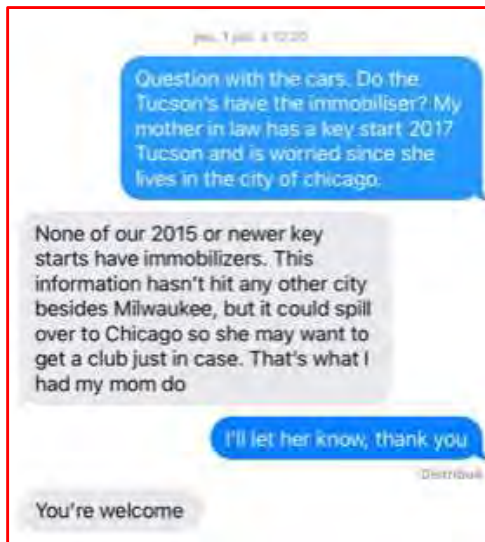 Question with the cars. Do the
Tucson's have the immobiliser? My
mother in law has a key start 2017
Tucson and is worried since she
lives in the city of chicago.
None of our 2015 or newer key
starts have immobilizers. This
information hasn't hit any other city
besides Milwaukee, but it could spill
over to Chicago so she may want to
get a club just in case. That's what I
had my mom do
I'll let her know, thank you
You're welcome